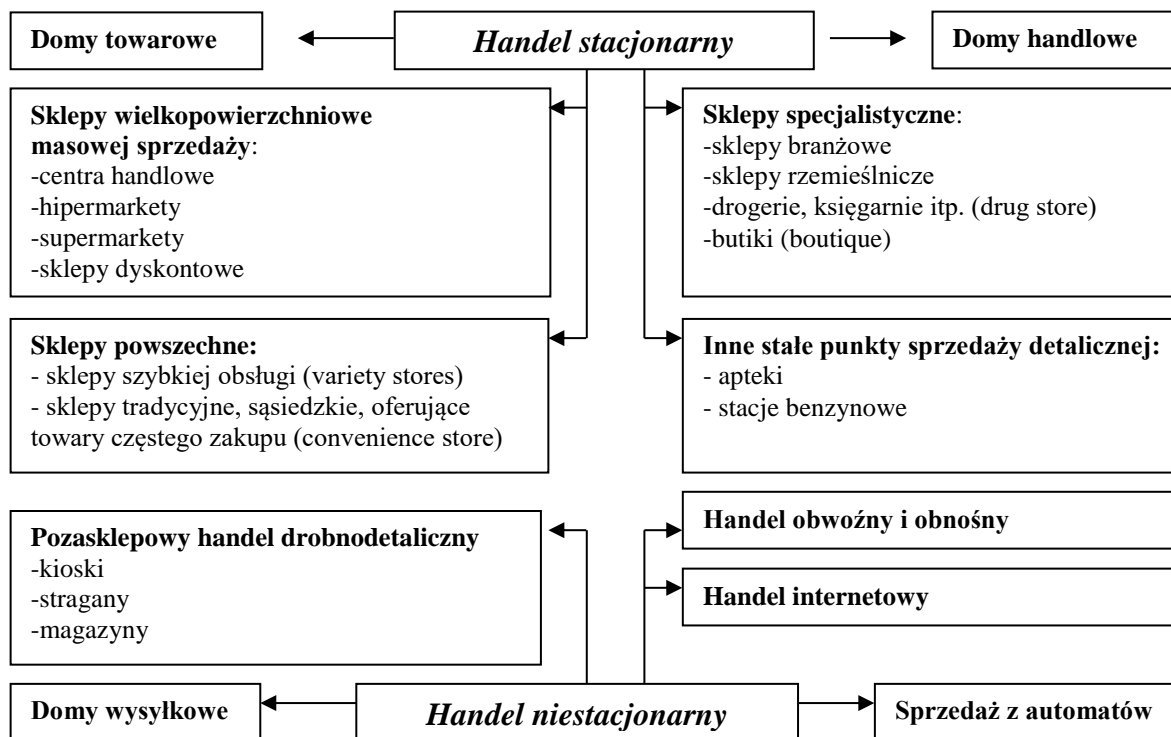 Domy towarowe
Handel stacjonarny
Domy handlowe
Sklepy wielkopowierzchniowe
masowej sprzedaży:
-centra handlowe
-hipermarkety
-supermarkety
-sklepy dyskontowe
Sklepy specjalistyczne:
-sklepy branżowe
-sklepy rzemieślnicze
-drogerie, księgarnie itp. (drug store)
-butiki (boutique)
Sklepy powszechne:
- sklepy szybkiej obsługi (variety stores)
- sklepy tradycyjne, sąsiedzkie, oferujące
towary częstego zakupu (convenience store)
Inne stałe punkty sprzedaży detalicznej:
- apteki
- stacje benzynowe
Pozasklepowy handel drobnodetaliczny
-kioski
-stragany
-magazyny
Handel obwoźny i obnośny
Handel internetowy
Domy wysyłkowe
Handel niestacjonarny
Sprzedaż z automatów